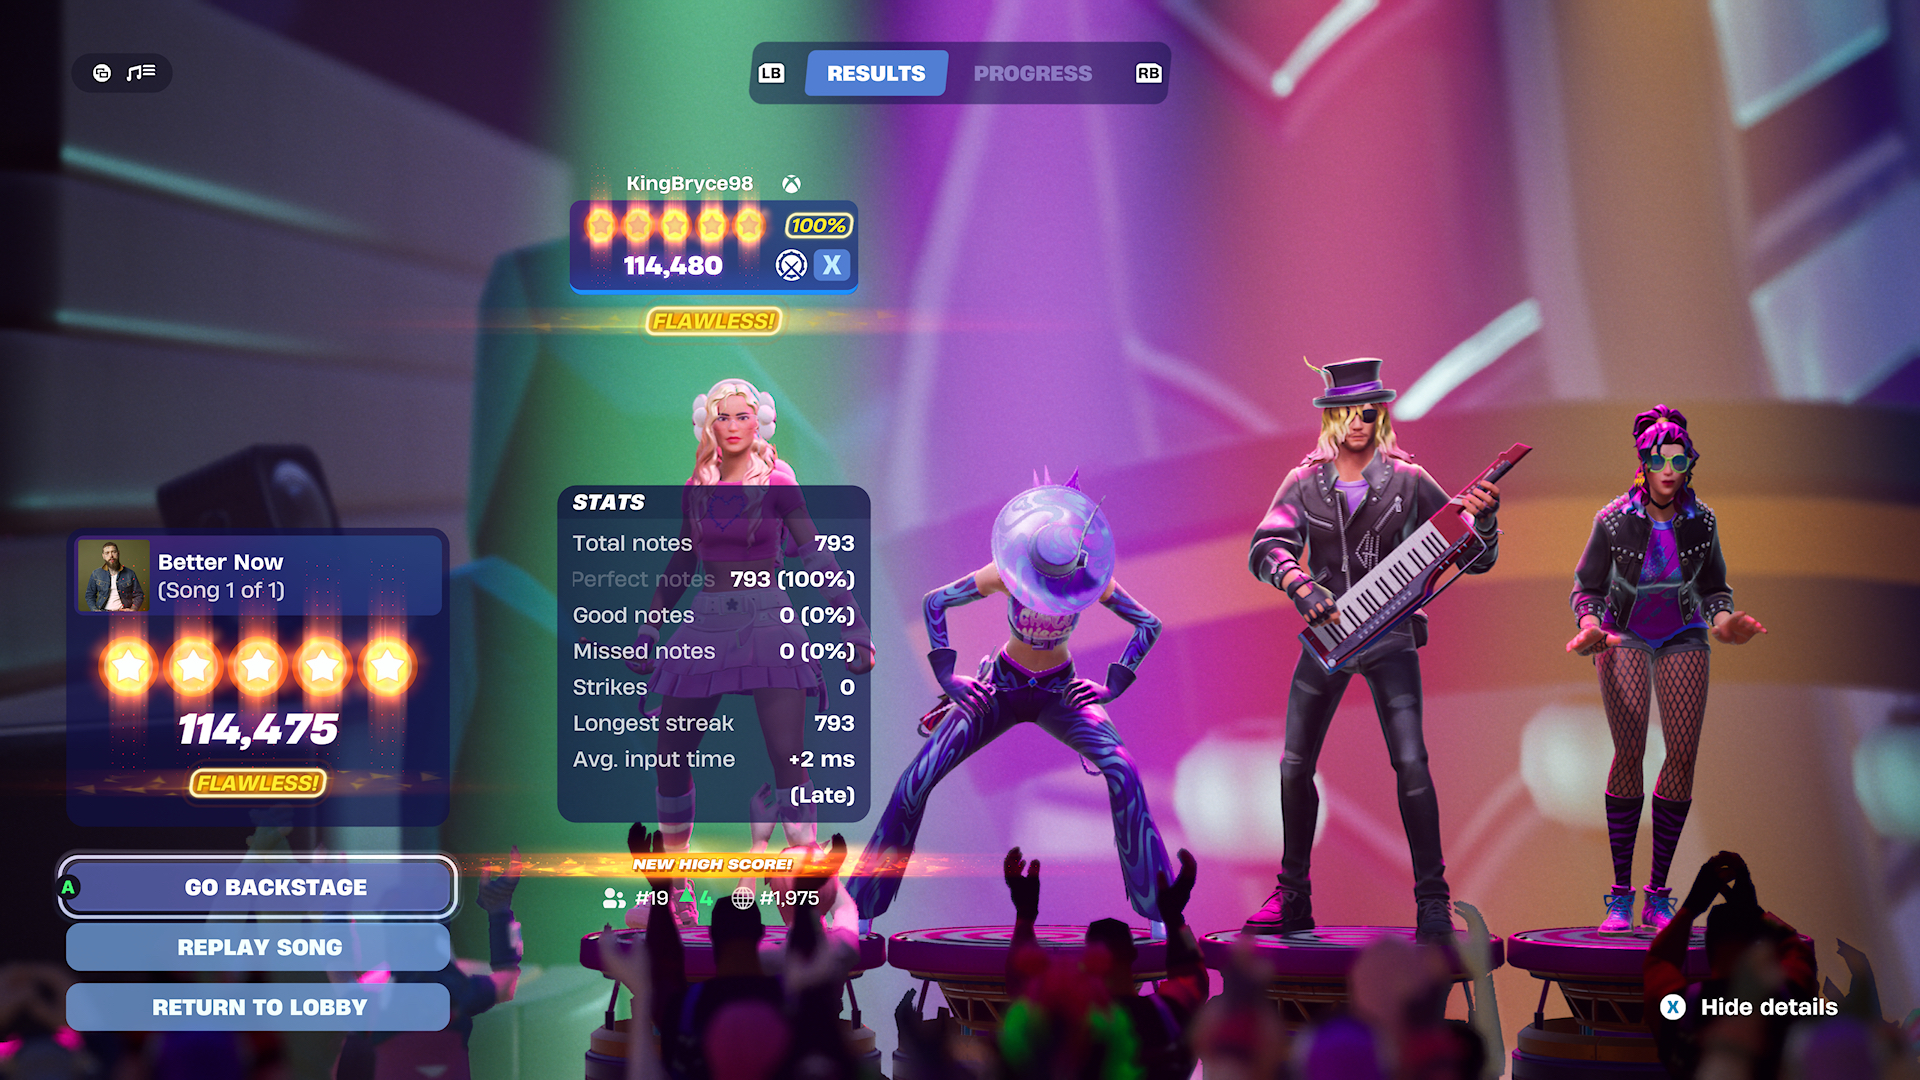 LB
RESULTS
PROGRESS
RB
KingBryce98
100%
114,480
X
FLAWLESS!
STATS
Total notes 793
Perfect notes 793 (100%)
Good notes 0 (0%)
Missed notes 0 (0%)
Strikes 0
Longest streak 793
Avg. input time +2 ms
(Late)
NEW HIGH SCORE!
#19 4 #1,975
Better Now
(Song 1 of 1)
114,475
FLAWLESS!
A GO BACKSTAGE
REPLAY SONG
RETURN TO LOBBY
X Hide details